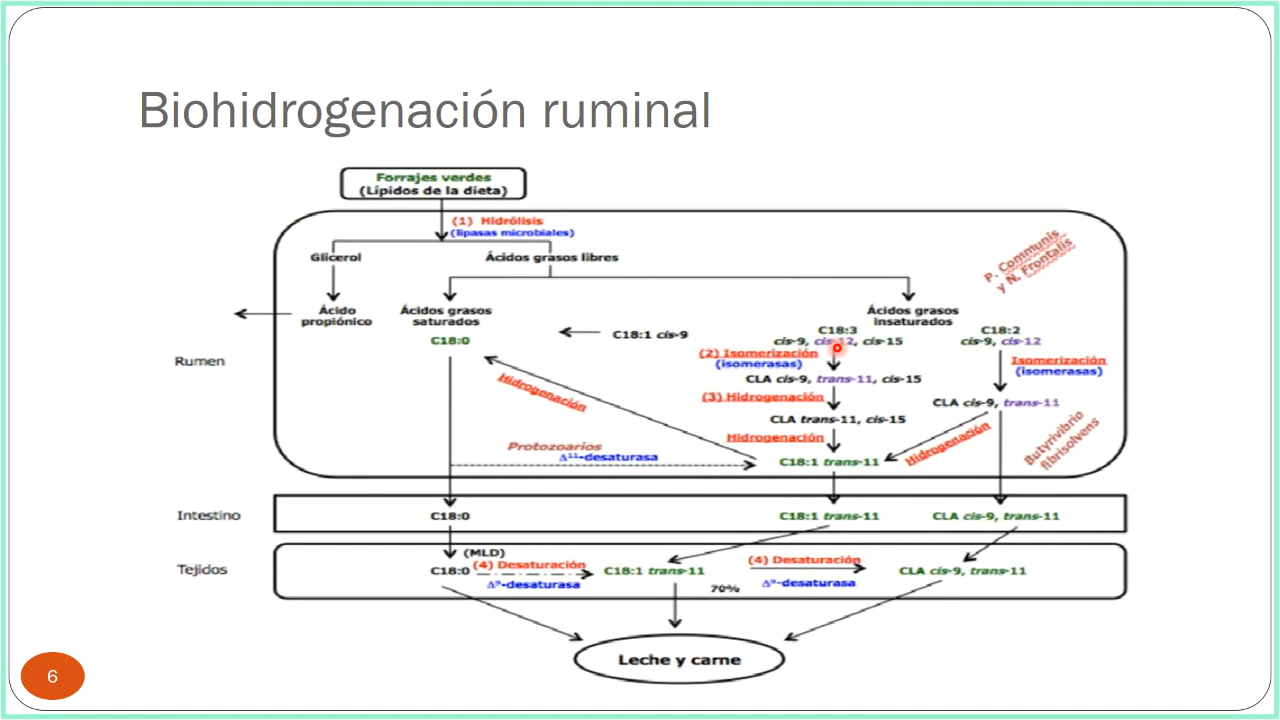 Biohidrogenación ruminal
Forrajes verdes
(Lípidos de la dieta)
(1) Hidrólisis
(lipasas microbiales)
Glicerol
Ácidos grasos libres
P. Communis
y N. Frontalis
Ácido
propiónico
Ácidos grasos
saturados
C18:0
C18:1 cis-9
Ácidos grasos
insaturados
C18:3
cis-9, cis-12, cis-15
C18:2
cis-9, cis-12
Rumen
(2) Isomerización
(isomerasas)
Isomerización
(isomerasas)
CLA cis-9, trans-11, cis-15
Hidrogenación
(3) Hidrogenación
CLA cis-9, trans-11
CLA trans-11, cis-15
Hidrogenación
Hidrogenación
Butyrivibrio
fibrisolvens
Protozoarios
Δ¹¹-desaturasa
C18:1 trans-11
Intestino
C18:0
C18:1 trans-11
CLA cis-9, trans-11
Tejidos
(MLD)
C18:0
(4) Desaturación
Δ⁹-desaturasa
C18:1 trans-11
70%
(4) Desaturación
Δ⁹-desaturasa
CLA cis-9, trans-11
Leche y carne
6